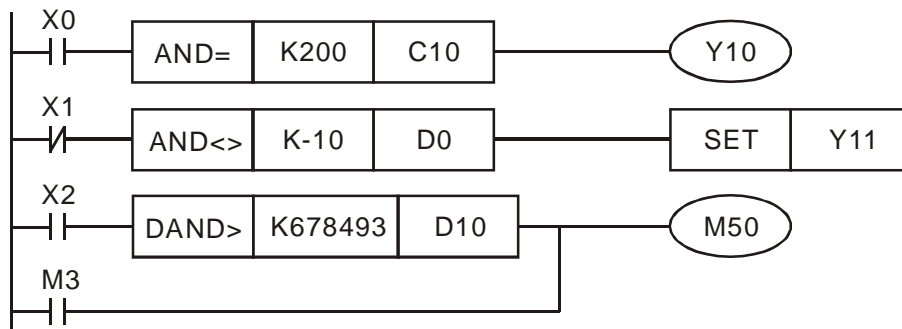 X0
AND= K200 C10 Y10
X1
AND<> K-10 D0 SET Y11
X2
DAND> K678493 D10 M50
M3